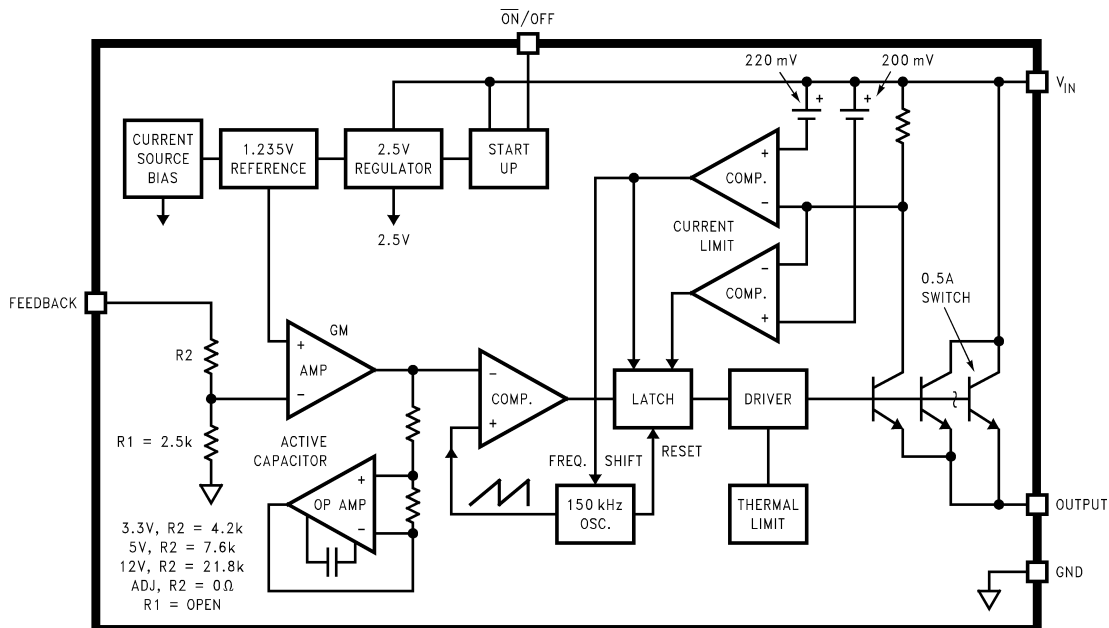 ON/OFF
220 mV
200 mV
VIN
CURRENT
SOURCE
BIAS
1.235V
REFERENCE
2.5V
REGULATOR
START
UP
+
+
+
COMP.
−
2.5V
CURRENT
LIMIT
−
COMP.
+
0.5A
SWITCH
FEEDBACK
GM
R2
+
AMP
−
−
COMP.
+
LATCH
DRIVER
R1 = 2.5k
ACTIVE
CAPACITOR
FREQ. SHIFT
RESET
+
OP AMP
−
150 kHz
OSC.
THERMAL
LIMIT
OUTPUT
3.3V, R2 = 4.2k
5V, R2 = 7.6k
12V, R2 = 21.8k
ADJ, R2 = 0Ω
R1 = OPEN
GND